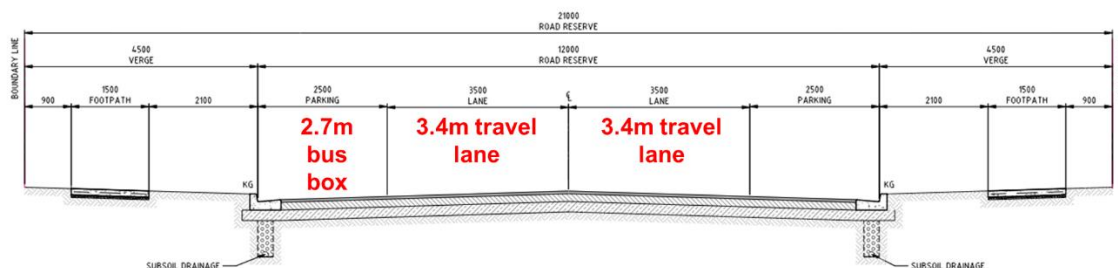 21000
ROAD RESERVE
BOUNDARY LINE
4500
VERGE
12000
ROAD RESERVE
4500
VERGE
900
1500
FOOTPATH
2100
2500
PARKING
3500
LANE
℄
3500
LANE
2500
PARKING
2100
1500
FOOTPATH
900
2.7m
bus
box
3.4m travel
lane
3.4m travel
lane
KG
KG
SUBSOIL DRAINAGE
SUBSOIL DRAINAGE